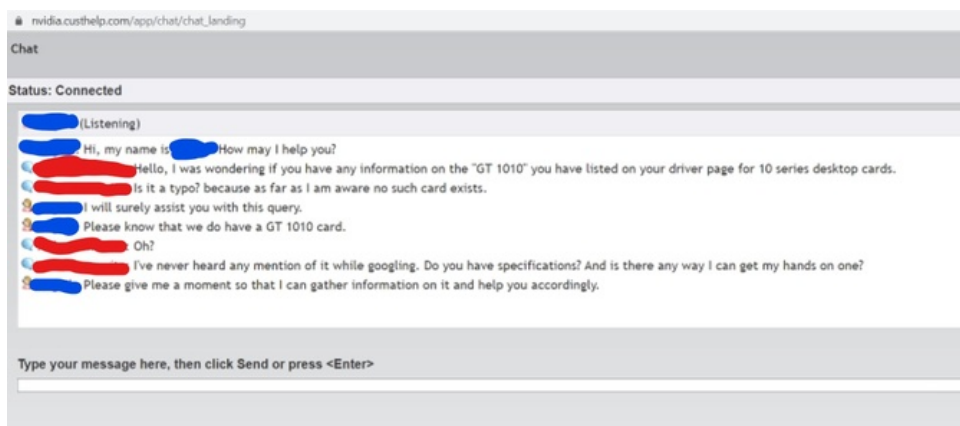 nvidia.custhelp.com/app/chat/chat_landing
Chat
Status: Connected
(Listening)
Hi, my name is How may I help you?
Hello, I was wondering if you have any information on the "GT 1010" you have listed on your driver page for 10 series desktop cards.
Is it a typo? because as far as I am aware no such card exists.
I will surely assist you with this query.
Please know that we do have a GT 1010 card.
: Oh?
I've never heard any mention of it while googling. Do you have specifications? And is there any way I can get my hands on one?
Please give me a moment so that I can gather information on it and help you accordingly.
Type your message here, then click Send or press <Enter>